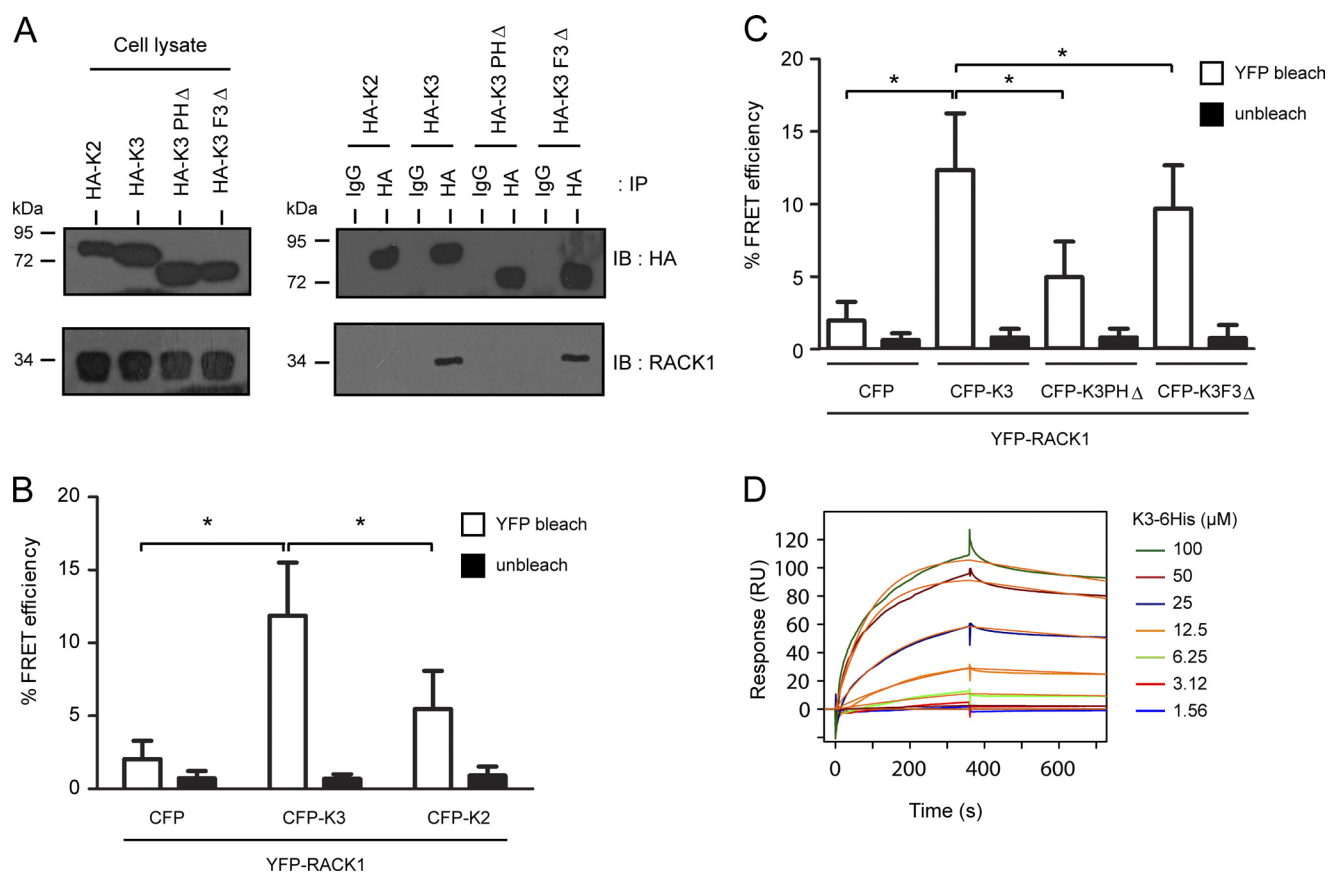 A
Cell lysate
HA-K2
HA-K3
HA-K3 PH Δ
HA-K3 F3 Δ
kDa
95
72
34
HA-K2
HA-K3
HA-K3 PH Δ
HA-K3 F3 Δ
IgG HA IgG HA IgG HA IgG HA : IP
kDa
95
72
IB : HA
34
IB : RACK1
B
% FRET efficiency
20
15
10
5
0
* *
YFP bleach
unbleach
CFP CFP-K3 CFP-K2
YFP-RACK1
C
% FRET efficiency
20
15
10
5
0
*
* *
YFP bleach
unbleach
CFP CFP-K3 CFP-K3PH Δ CFP-K3F3 Δ
YFP-RACK1
D
Response (RU)
120
100
80
60
40
20
0
0 200 400 600
Time (s)
K3-6His (μM)
100
50
25
12.5
6.25
3.12
1.56